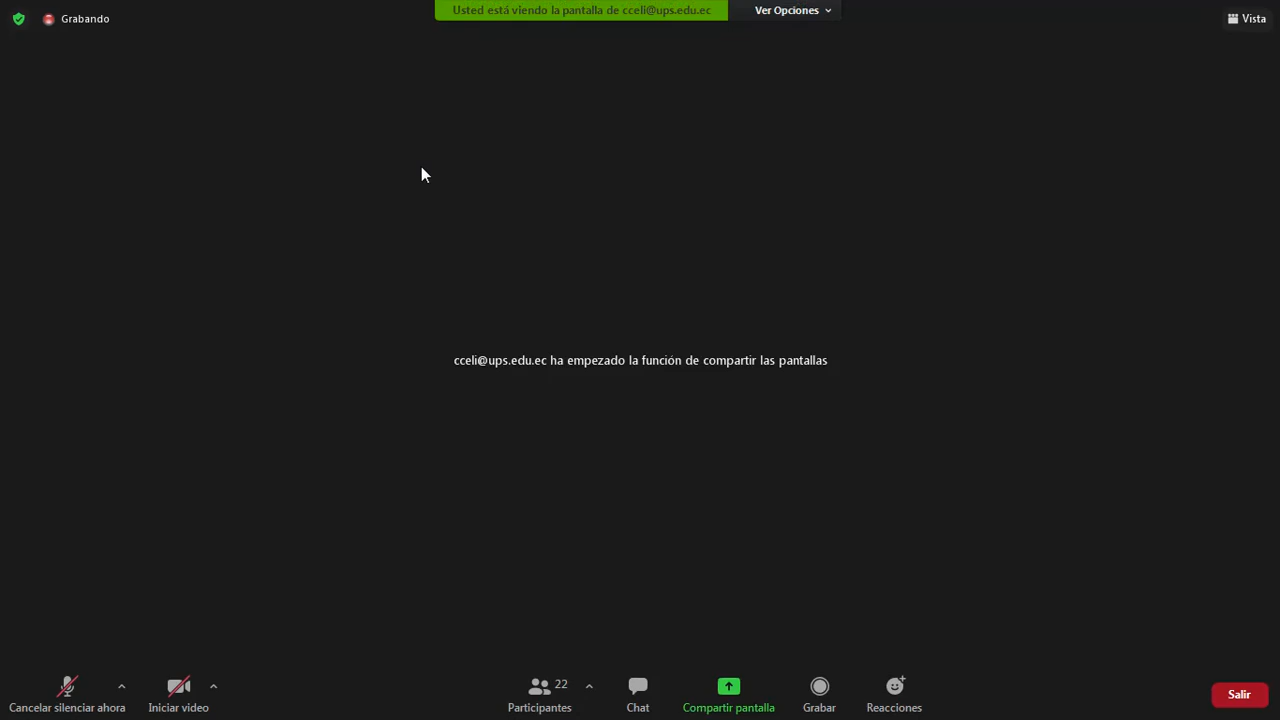 Grabando
Usted está viendo la pantalla de cceli@ups.edu.ec
Ver Opciones
Vista
cceli@ups.edu.ec ha empezado la función de compartir las pantallas
Cancelar silenciar ahora
Iniciar video
22
Participantes
Chat
Compartir pantalla
Grabar
Reacciones
Salir